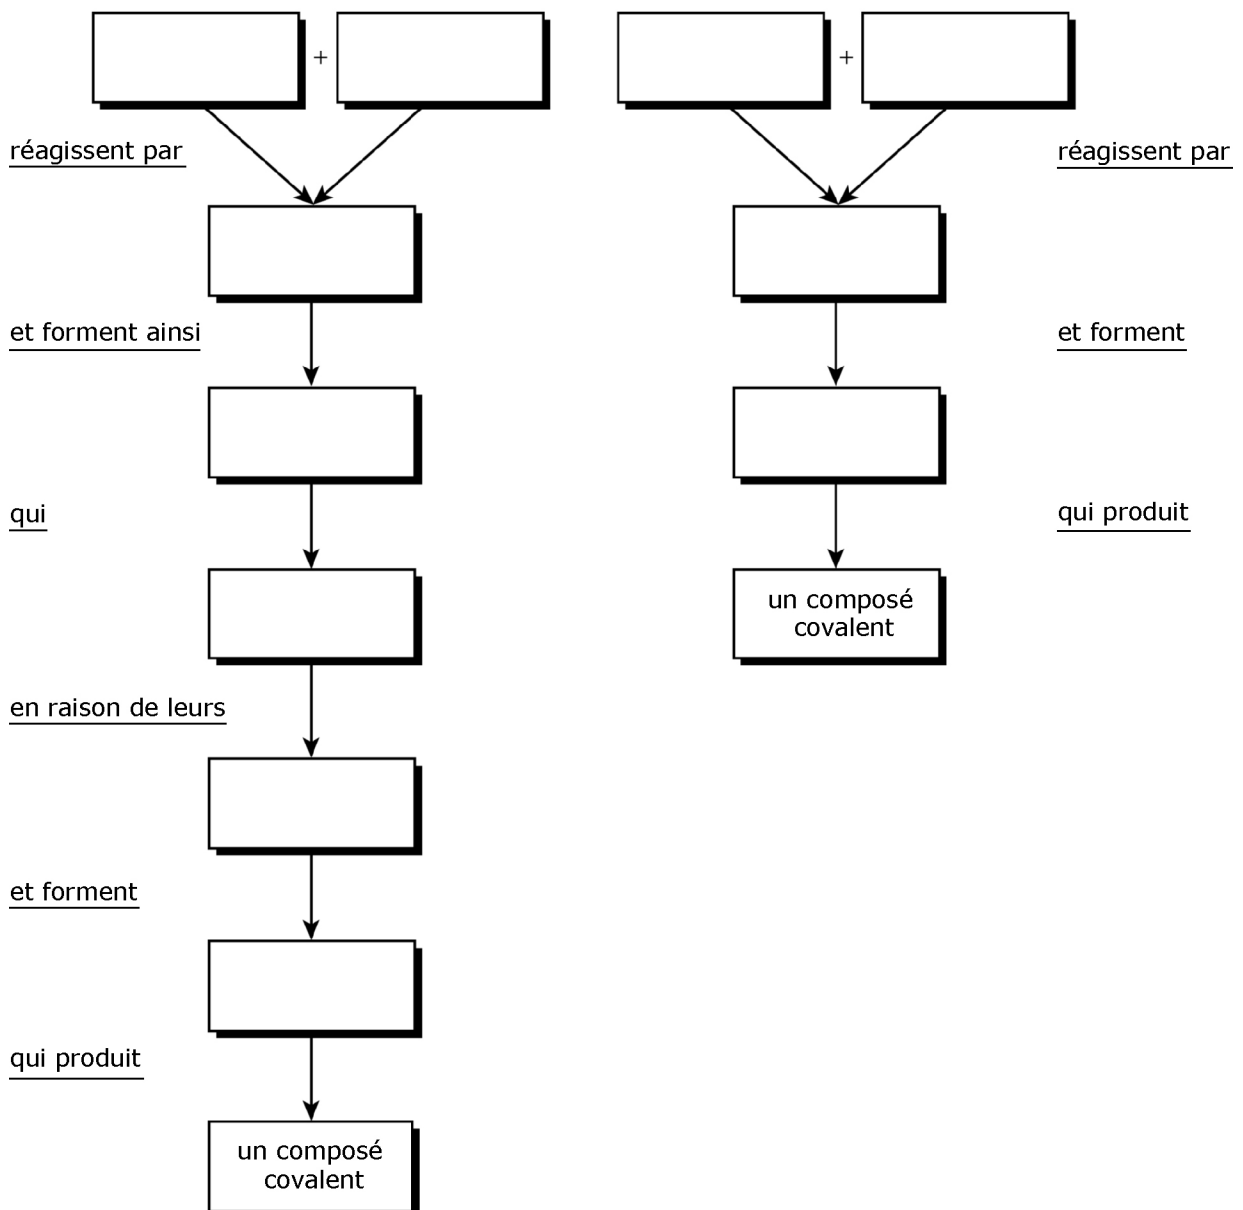 +
+
réagissent par
réagissent par
et forment ainsi
et forment
qui
qui produit
un composé
covalent
en raison de leurs
et forment
qui produit
un composé
covalent